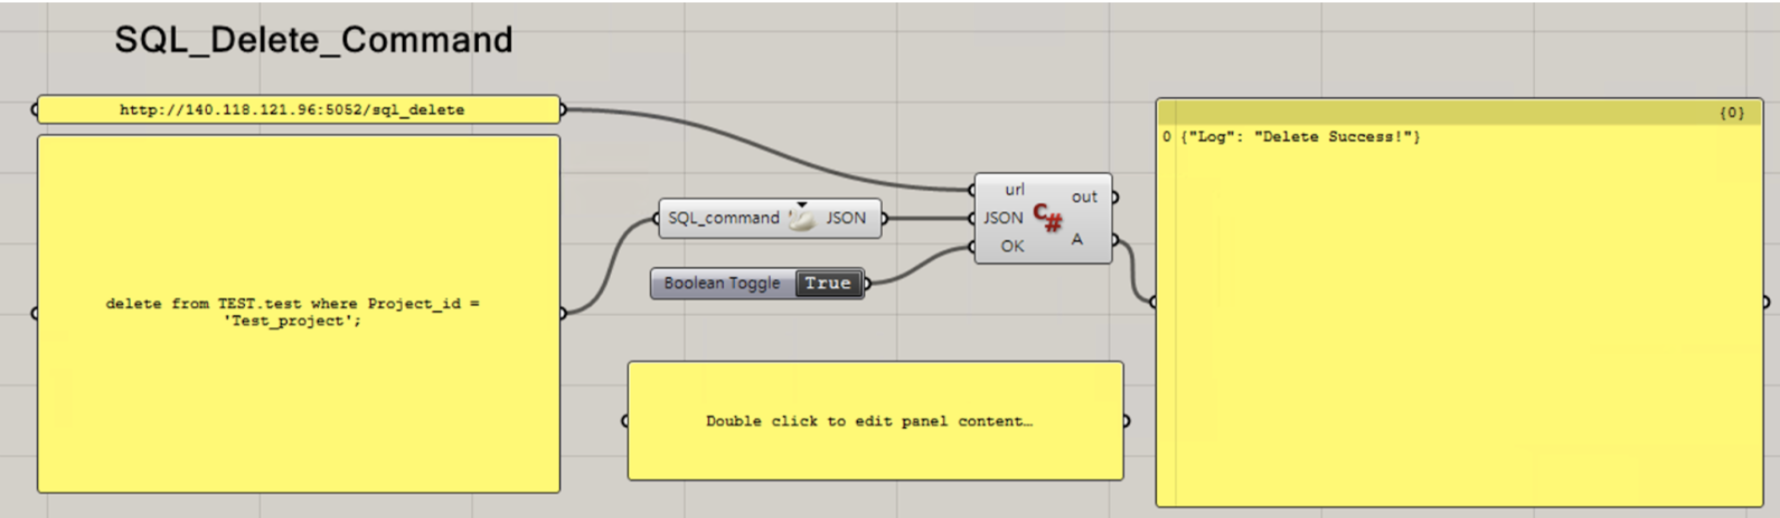 SQL_Delete_Command
http://140.118.121.96:5052/sql_delete
delete from TEST.test where Project_id =
'Test_project';
SQL_command JSON
Boolean Toggle True
url
JSON
OK
C#
out
A
Double click to edit panel content…
{0}
0 {"Log": "Delete Success!"}